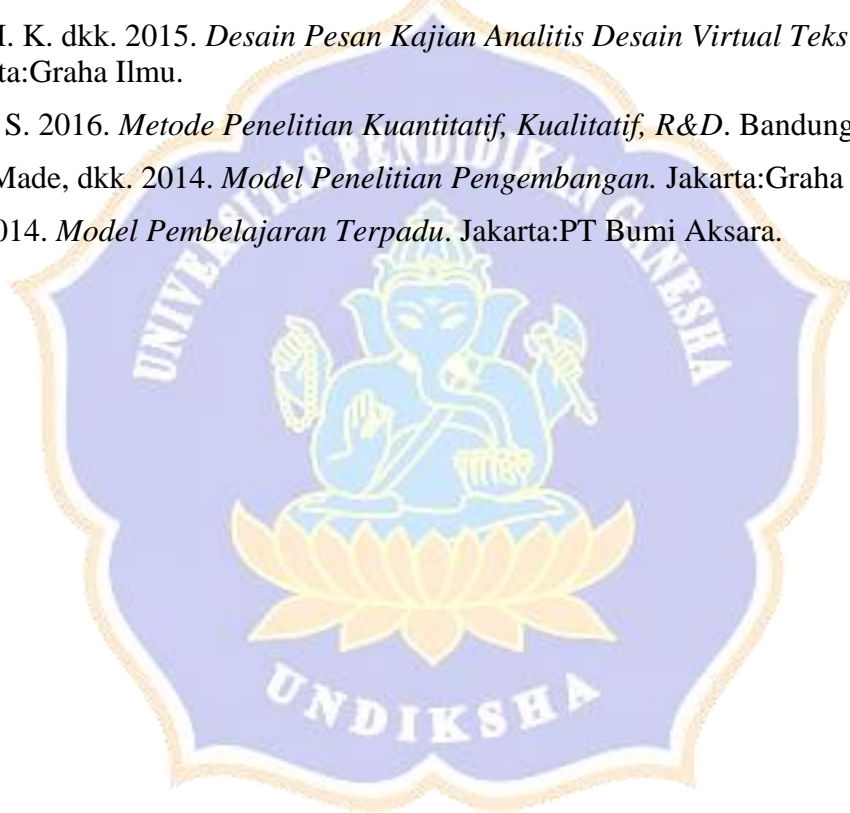 I. K. dkk. 2015. Desain Pesan Kajian Analitis Desain Virtual Teks
ta:Graha Ilmu.
S. 2016. Metode Penelitian Kuantitatif, Kualitatif, R&D. Bandung
Made, dkk. 2014. Model Penelitian Pengembangan. Jakarta:Graha
014. Model Pembelajaran Terpadu. Jakarta:PT Bumi Aksara.
UNIVERSITAS PENDIDIKAN GANESHA
UNDIKSHA